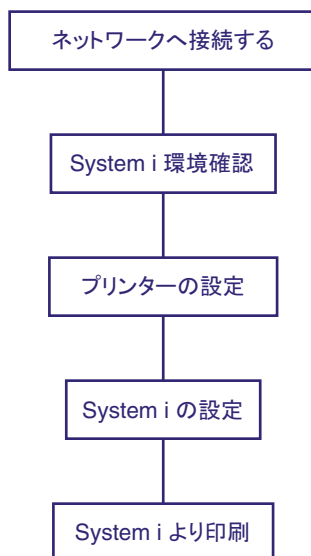 ネットワークへ接続する
System i 環境確認
プリンターの設定
System i の設定
System i より印刷